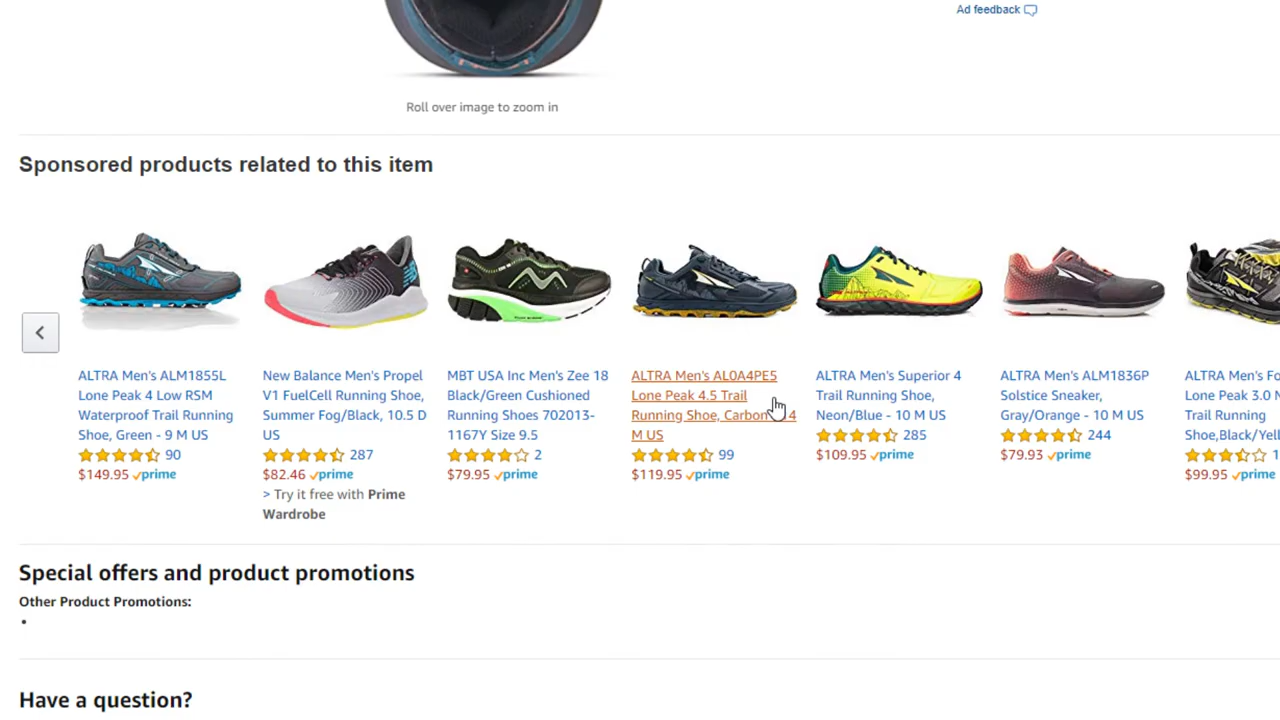 Ad feedback
Roll over image to zoom in
Sponsored products related to this item
ALTRA Men's ALM1855L
Lone Peak 4 Low RSM
Waterproof Trail Running
Shoe, Green - 9 M US
90
$149.95 prime
New Balance Men's Propel
V1 FuelCell Running Shoe,
Summer Fog/Black, 10.5 D
US
287
$82.46 prime
> Try it free with Prime
Wardrobe
MBT USA Inc Men's Zee 18
Black/Green Cushioned
Running Shoes 702013-
1167Y Size 9.5
2
$79.95 prime
ALTRA Men's AL0A4PE5
Lone Peak 4.5 Trail
Running Shoe, Carbon 4
M US
99
$119.95 prime
ALTRA Men's Superior 4
Trail Running Shoe,
Neon/Blue - 10 M US
285
$109.95 prime
ALTRA Men's ALM1836P
Solstice Sneaker,
Gray/Orange - 10 M US
244
$79.93 prime
ALTRA Men's Fo
Lone Peak 3.0 N
Trail Running
Shoe,Black/Yell
1
$99.95 prime
Special offers and product promotions
Other Product Promotions:
•
Have a question?